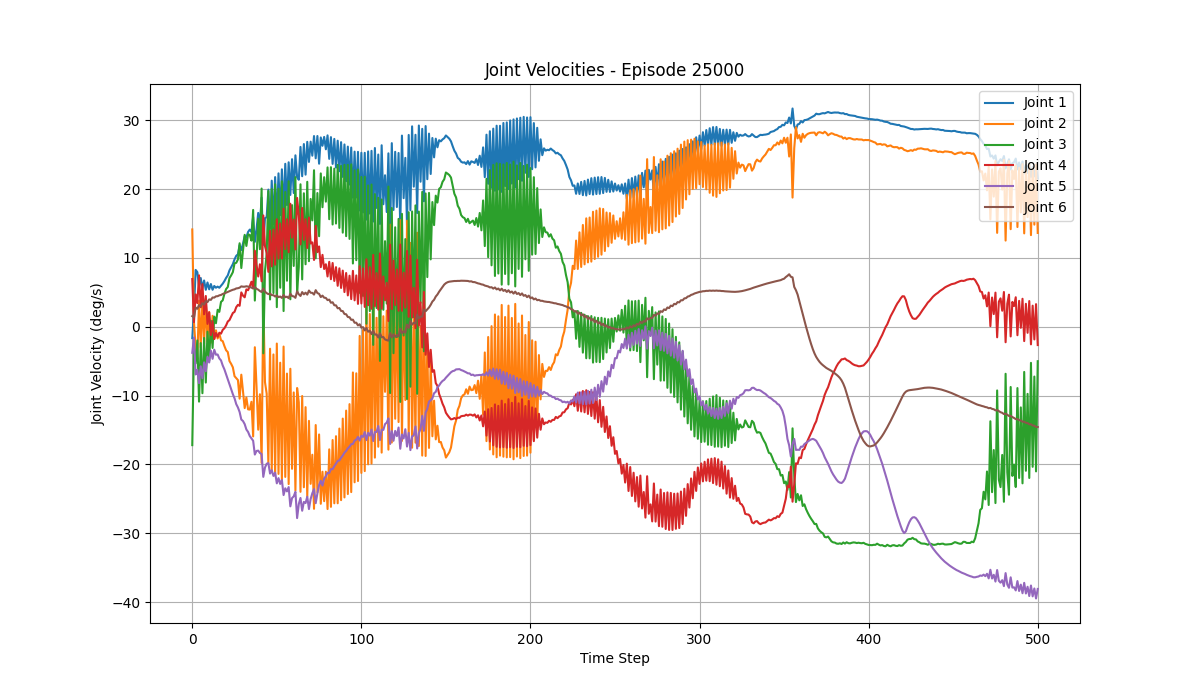 Joint Velocities - Episode 25000
Joint Velocity (deg/s)
30
20
10
0
−10
−20
−30
−40
Joint 1
Joint 2
Joint 3
Joint 4
Joint 5
Joint 6
0 100 200 300 400 500
Time Step